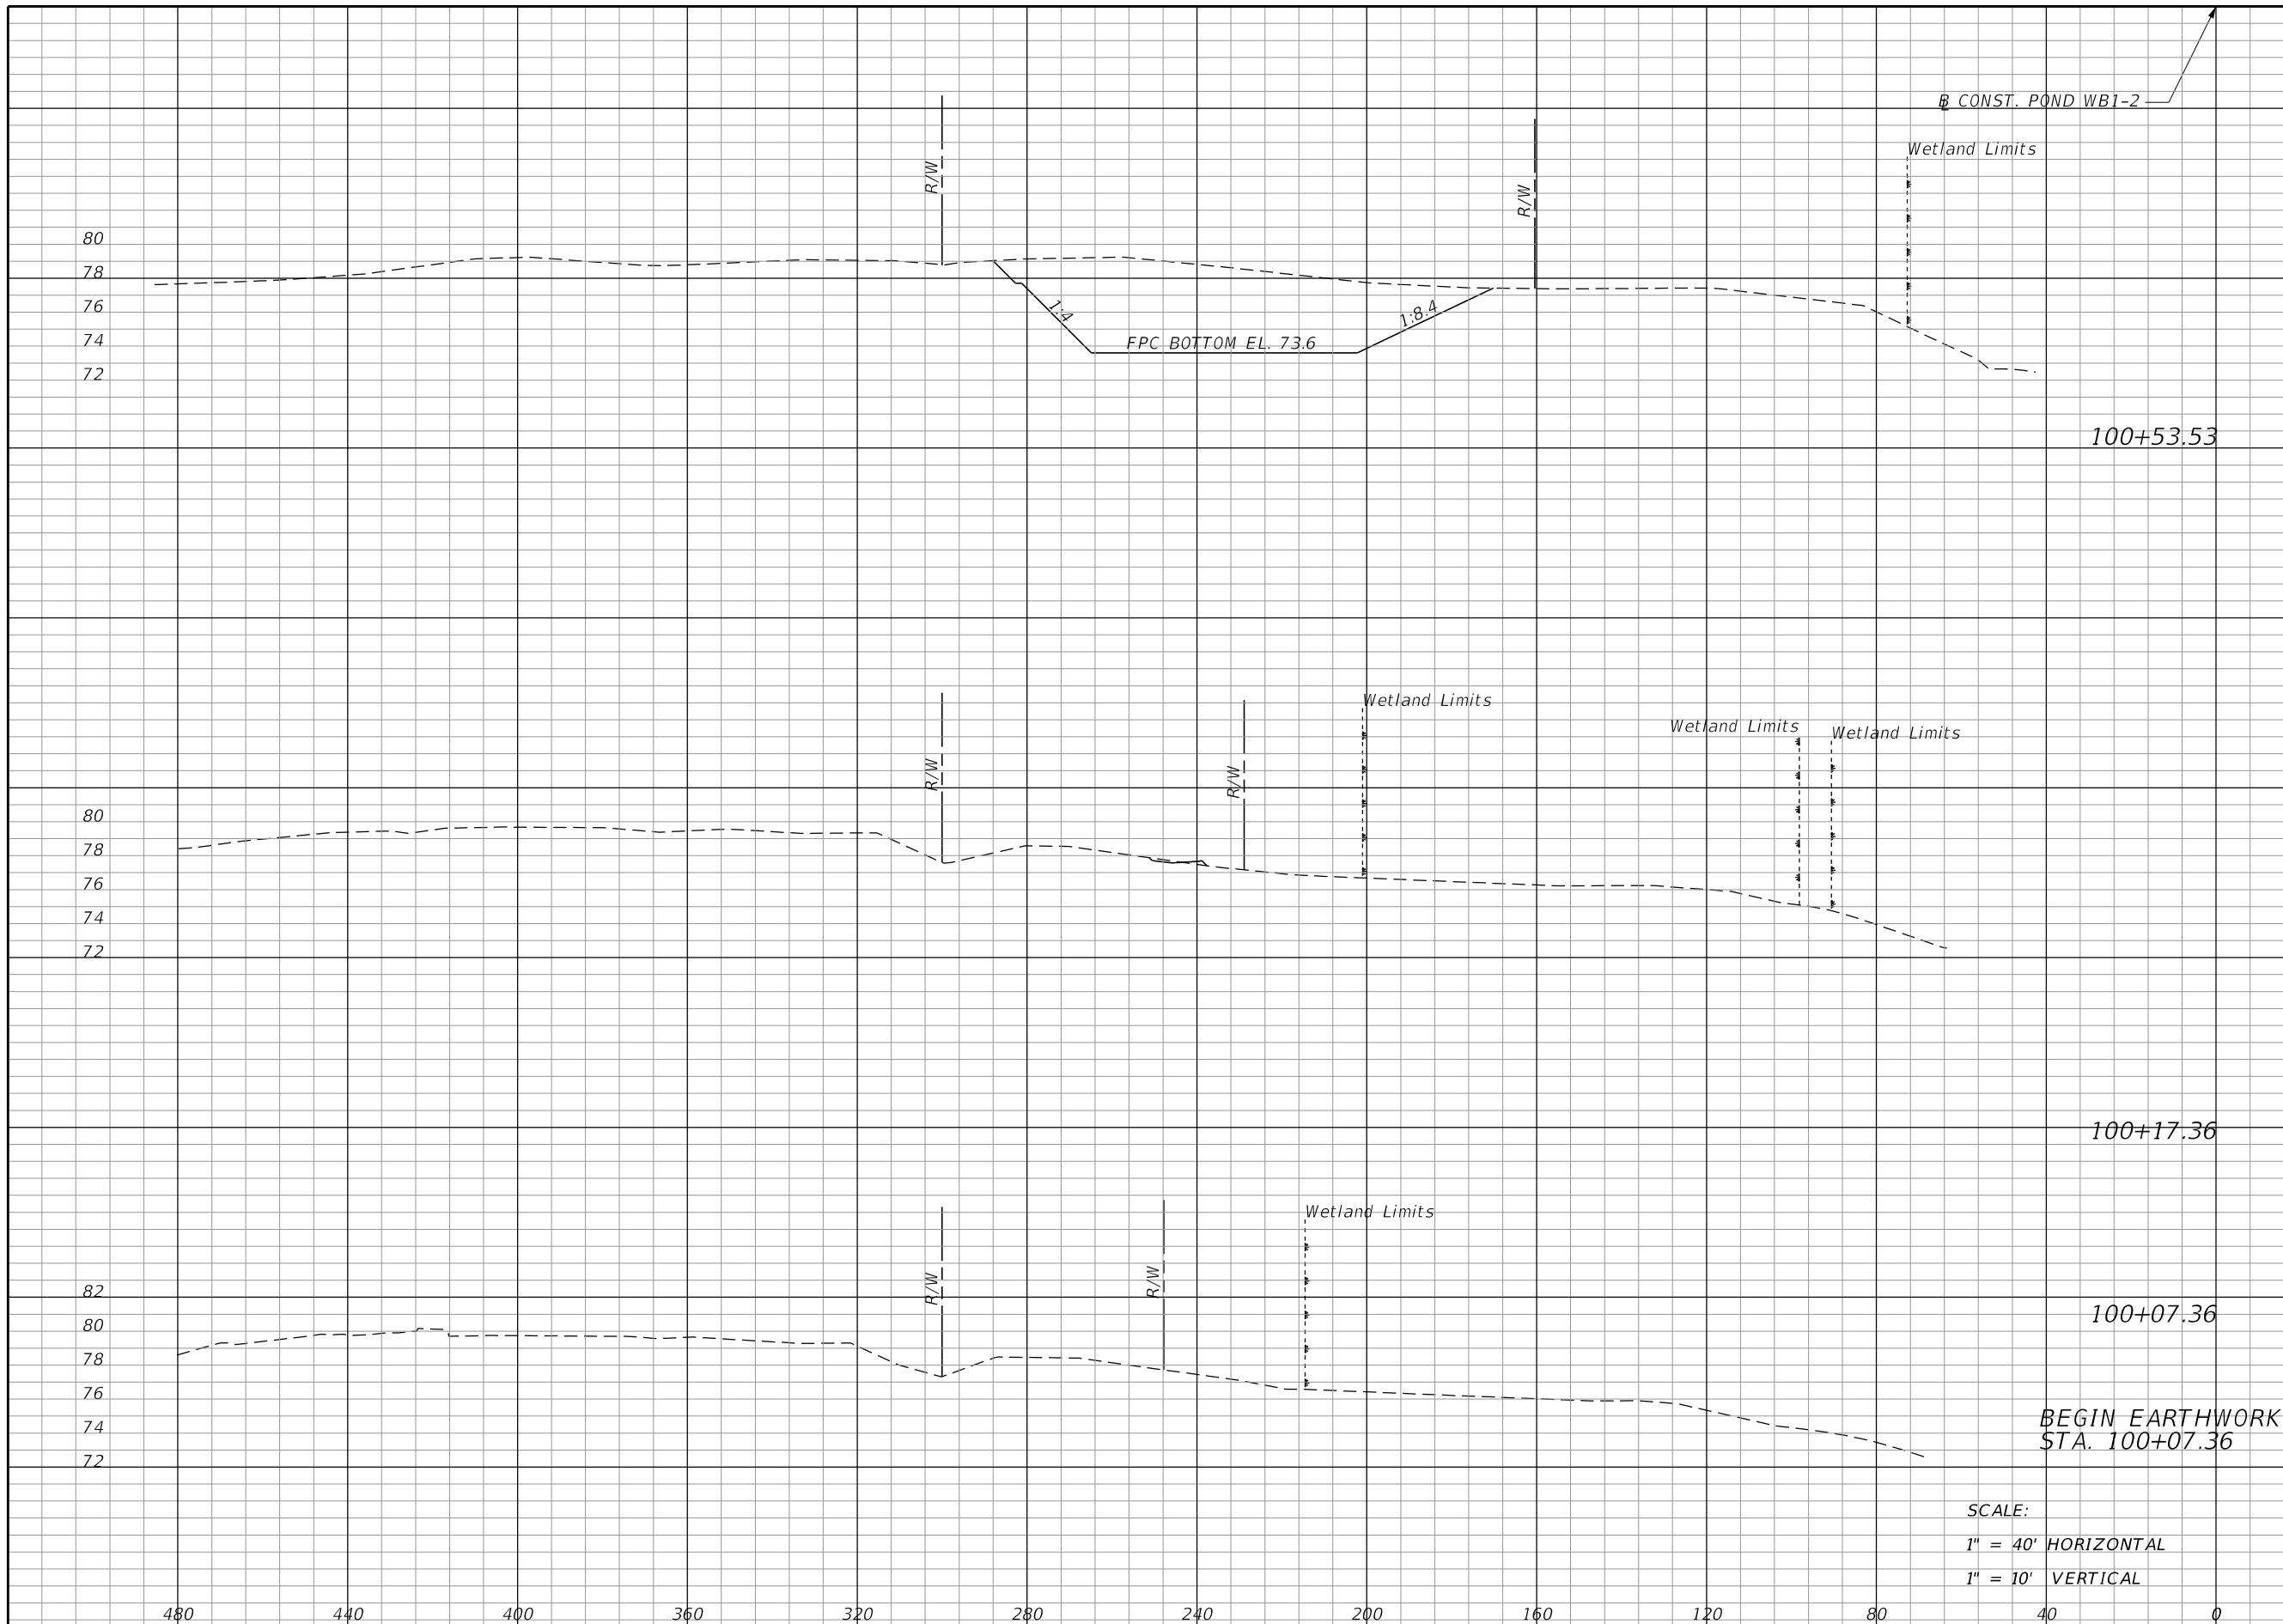 ℄ CONST. POND WB1-2
Wetland Limits
R/W
R/W
80
78
76
74
72
1:4
FPC BOTTOM EL. 73.6
1:8.4
100+53.53
Wetland Limits
Wetland Limits
Wetland Limits
R/W
R/W
80
78
76
74
72
100+17.36
Wetland Limits
R/W
R/W
82
80
78
76
74
72
100+07.36
BEGIN EARTHWORK
STA. 100+07.36
SCALE:
1" = 40' HORIZONTAL
1" = 10' VERTICAL
480 440 400 360 320 280 240 200 160 120 80 40 0